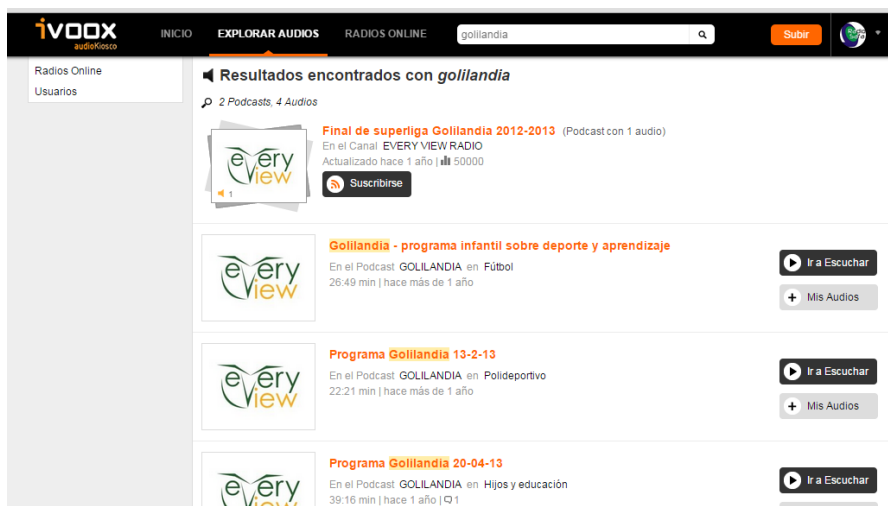 ivoox
audioKiosco
INICIO
EXPLORAR AUDIOS
RADIOS ONLINE
golilandia
Subir
Radios Online
Usuarios
Resultados encontrados con golilandia
2 Podcasts, 4 Audios
every
View
1
Final de superliga Golilandia 2012-2013 (Podcast con 1 audio)
En el Canal EVERY VIEW RADIO
Actualizado hace 1 año | 50000
Suscribirse
every
View
Golilandia - programa infantil sobre deporte y aprendizaje
En el Podcast GOLILANDIA en Fútbol
26:49 min | hace más de 1 año
Ir a Escuchar
Mis Audios
every
View
Programa Golilandia 13-2-13
En el Podcast GOLILANDIA en Polideportivo
22:21 min | hace más de 1 año
Ir a Escuchar
Mis Audios
every
View
Programa Golilandia 20-04-13
En el Podcast GOLILANDIA en Hijos y educación
39:16 min | hace 1 año | 1
Ir a Escuchar